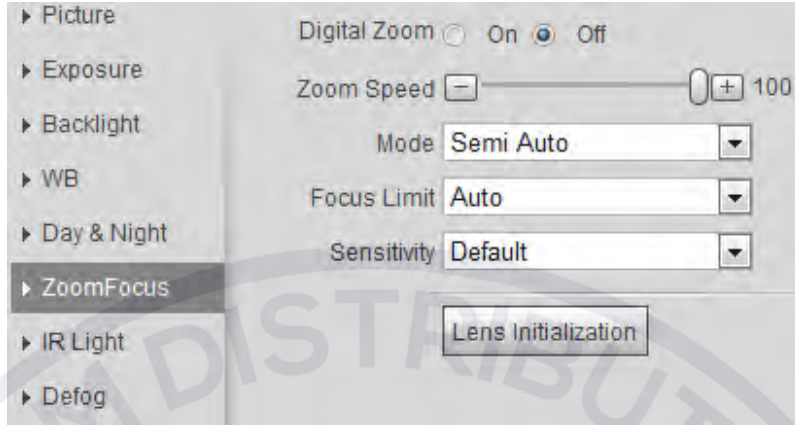 Picture
Exposure
Backlight
WB
Day & Night
ZoomFocus
IR Light
Defog
Digital Zoom On Off
Zoom Speed - + 100
Mode Semi Auto
Focus Limit Auto
Sensitivity Default
Lens Initialization
M DISTRIBUT